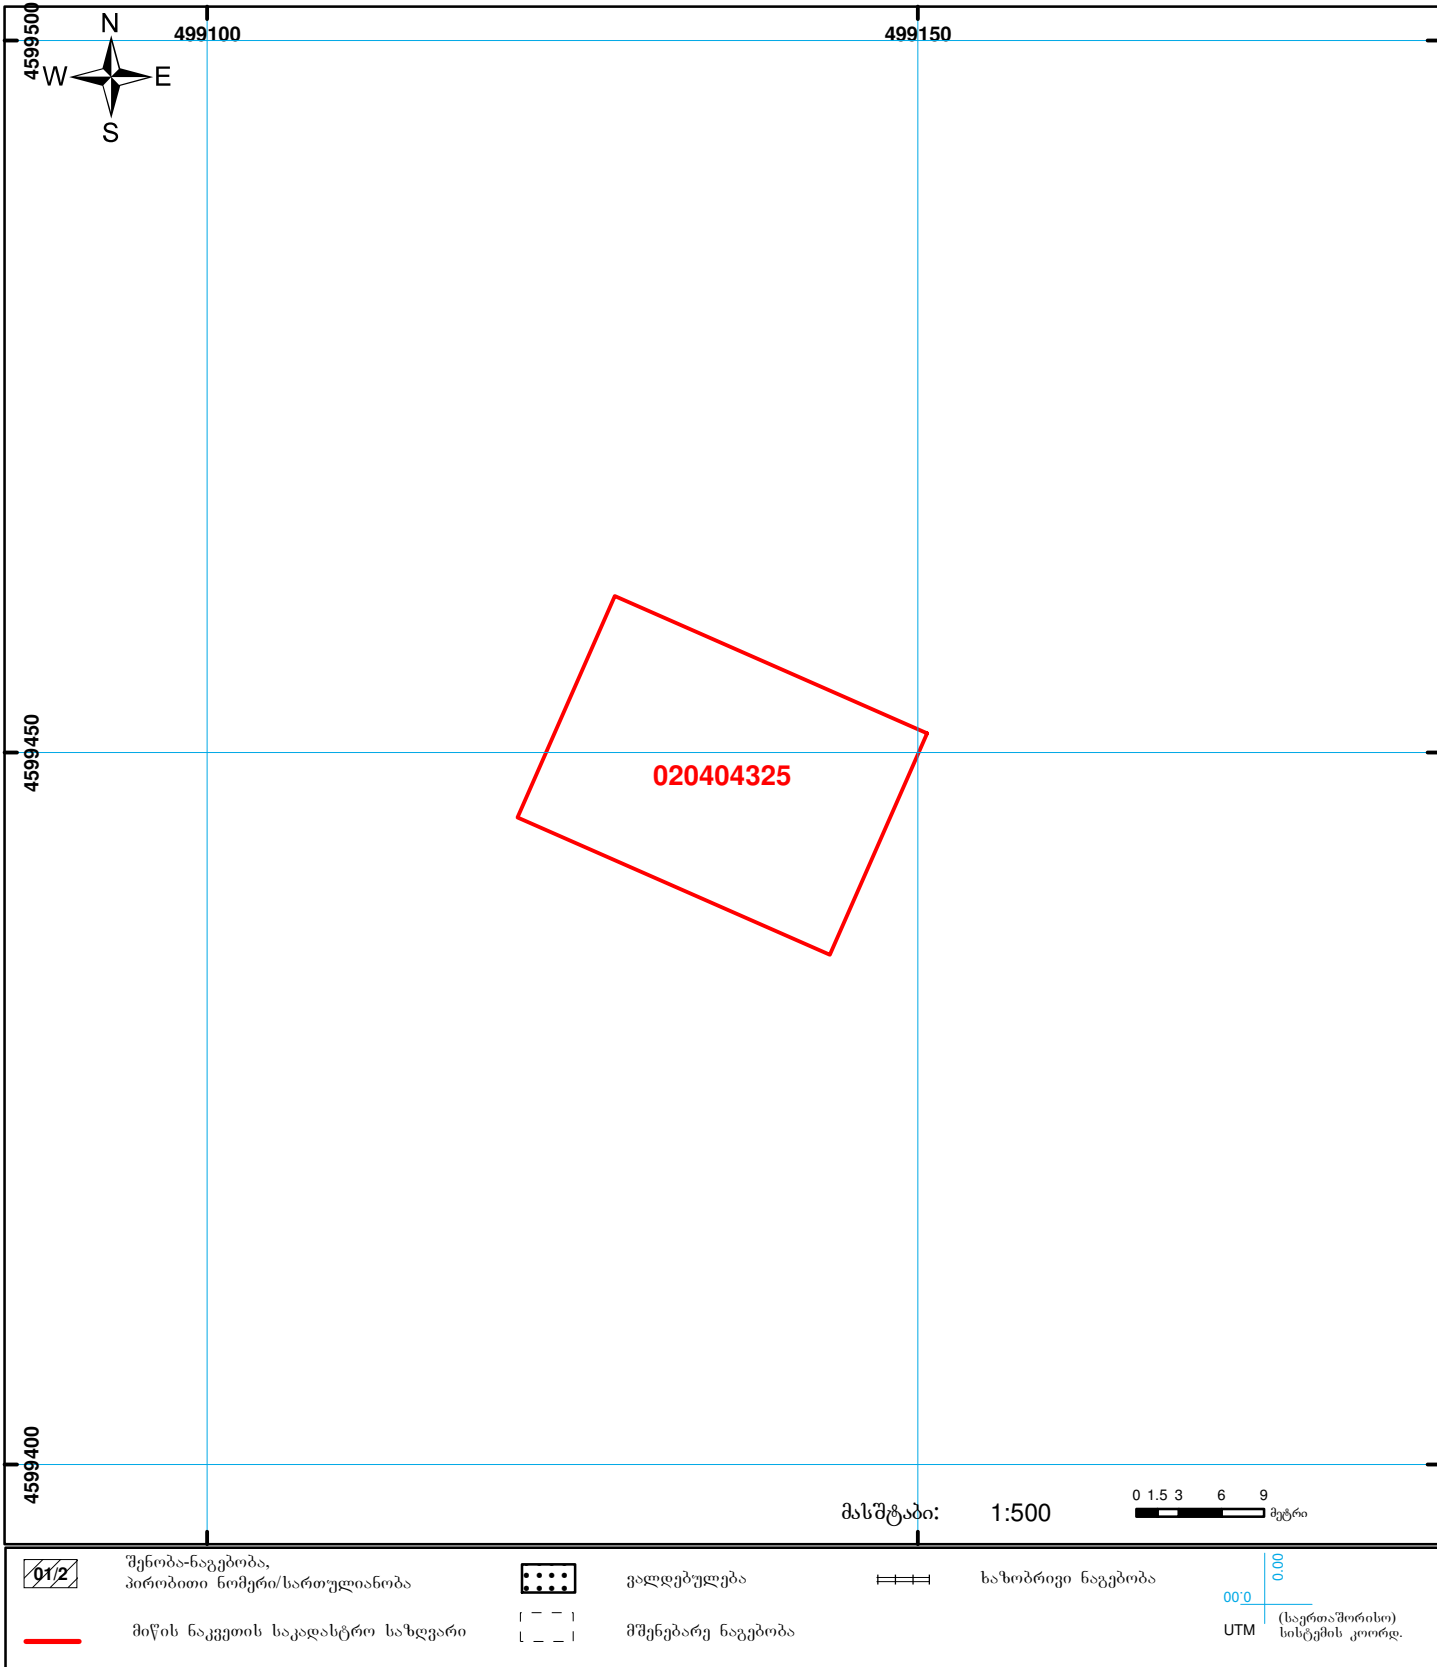 N
W E
S
499100
499150
4599500
4599450
4599400
020404325
მასშტაბი: 1:500
0 1.5 3 6 9
მეტრი
01/2
შენობა-ნაგებობა,
პირობითი ნომერი/სართულიანობა
მიწის ნაკვეთის საკადასტრო საზღვარი
ვალდებულება
მშენებარე ნაგებობა
ხაზობრივი ნაგებობა
00.0
0.00
UTM
(საერთაშორისო)
სისტემის კოორდ.